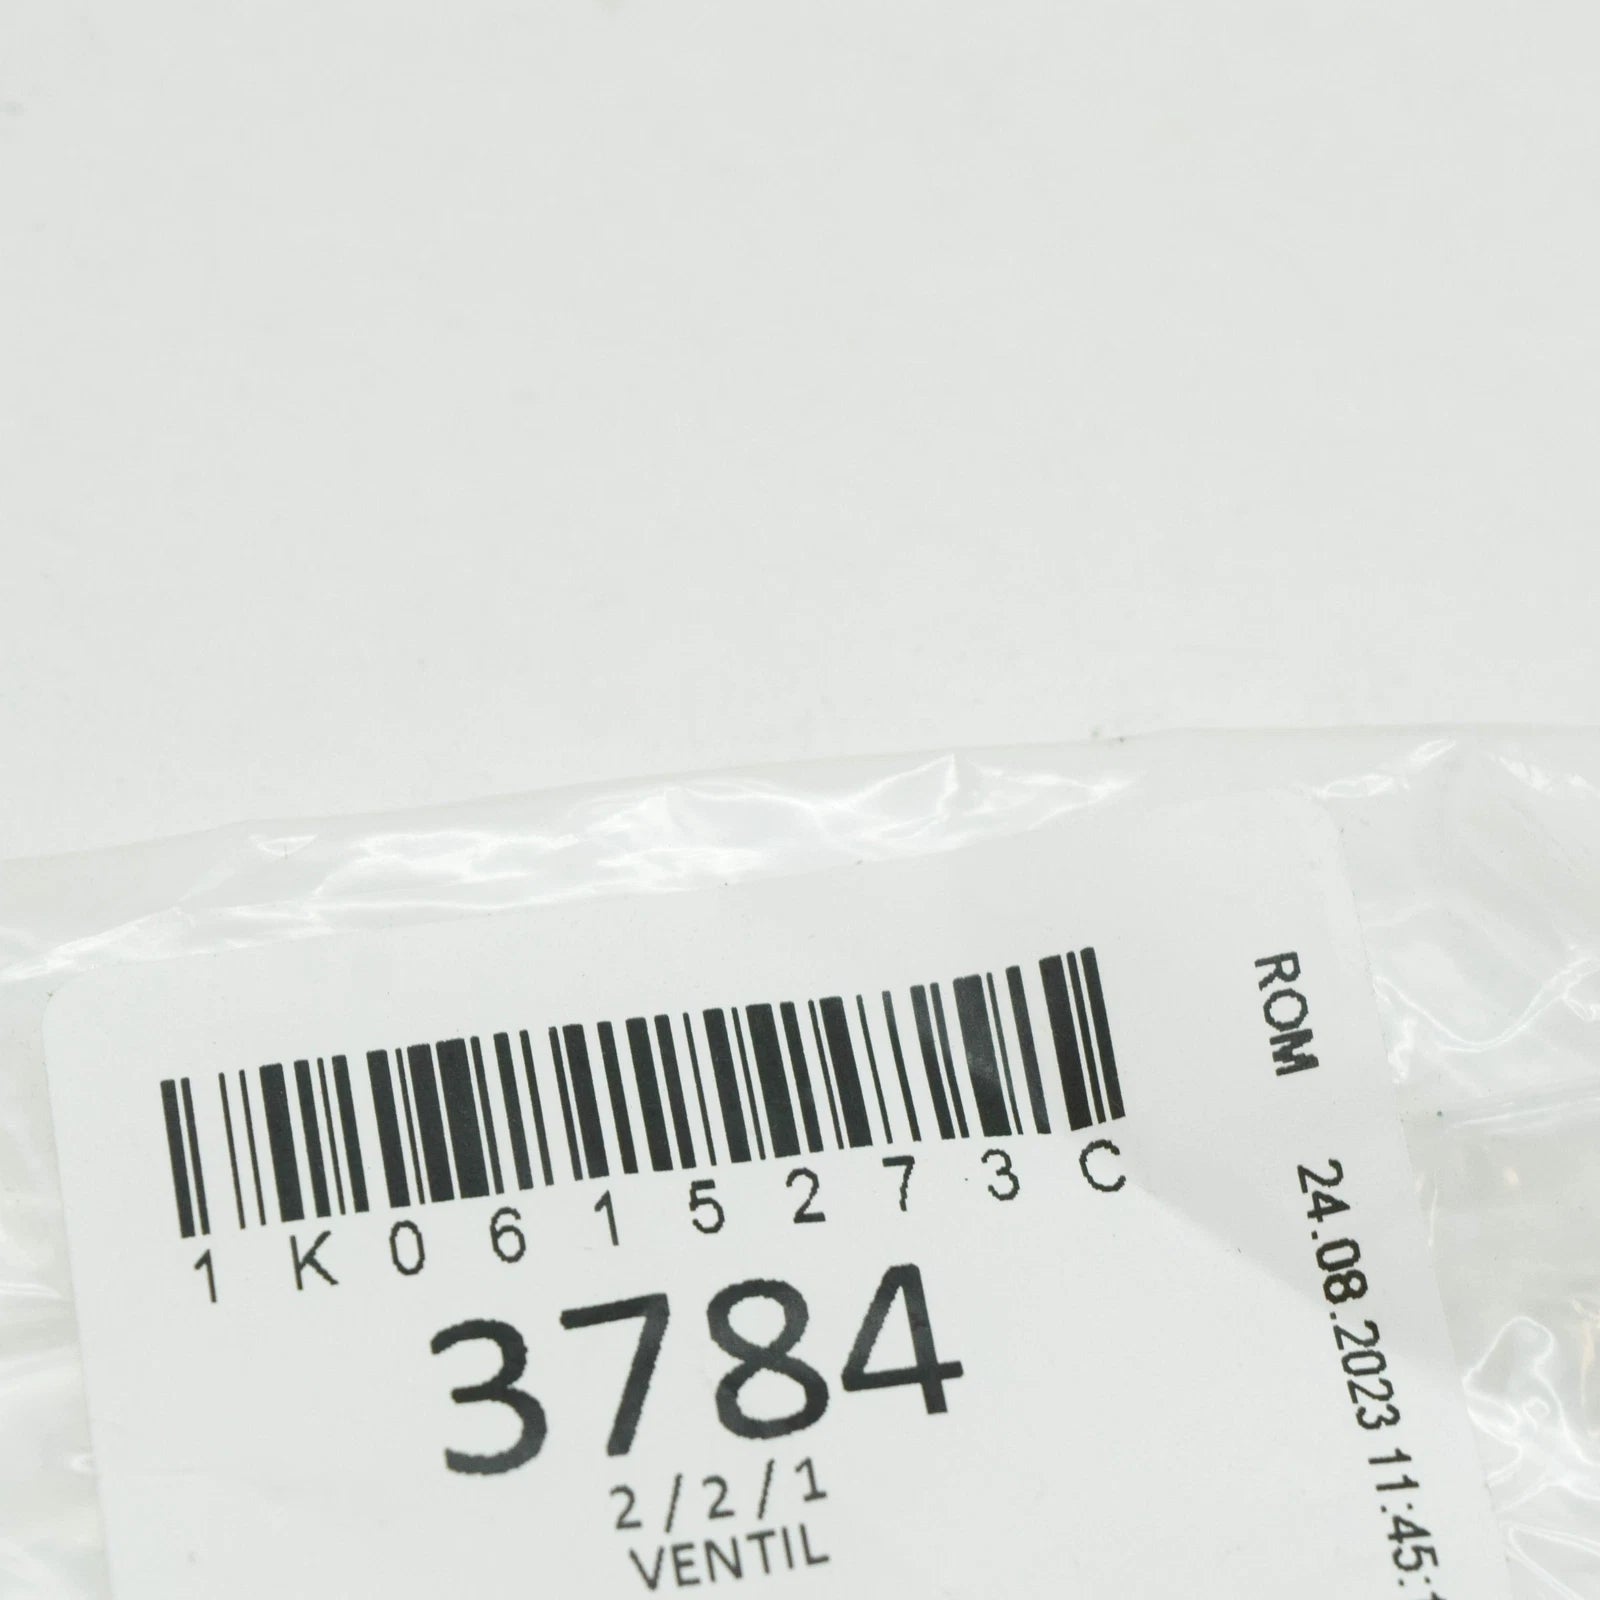 1K0615273C
3784
2/2/1
VENTIL
ROM 24.08.2023 11:45: